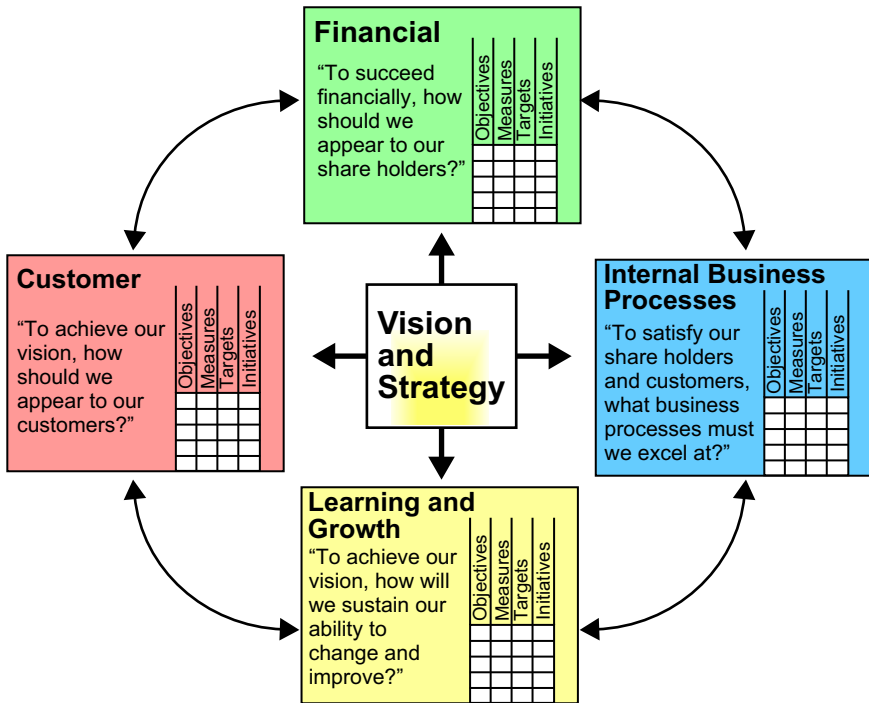 Financial
“To succeed
financially, how
should we
appear to our
share holders?”
Objectives
Measures
Targets
Initiatives
Customer
“To achieve our
vision, how
should we
appear to our
customers?”
Objectives
Measures
Targets
Initiatives
Vision
and
Strategy
Internal Business
Processes
“To satisfy our
share holders
and customers,
what business
processes must
we excel at?”
Objectives
Measures
Targets
Initiatives
Learning and
Growth
“To achieve our
vision, how will
we sustain our
ability to
change and
improve?”
Objectives
Measures
Targets
Initiatives